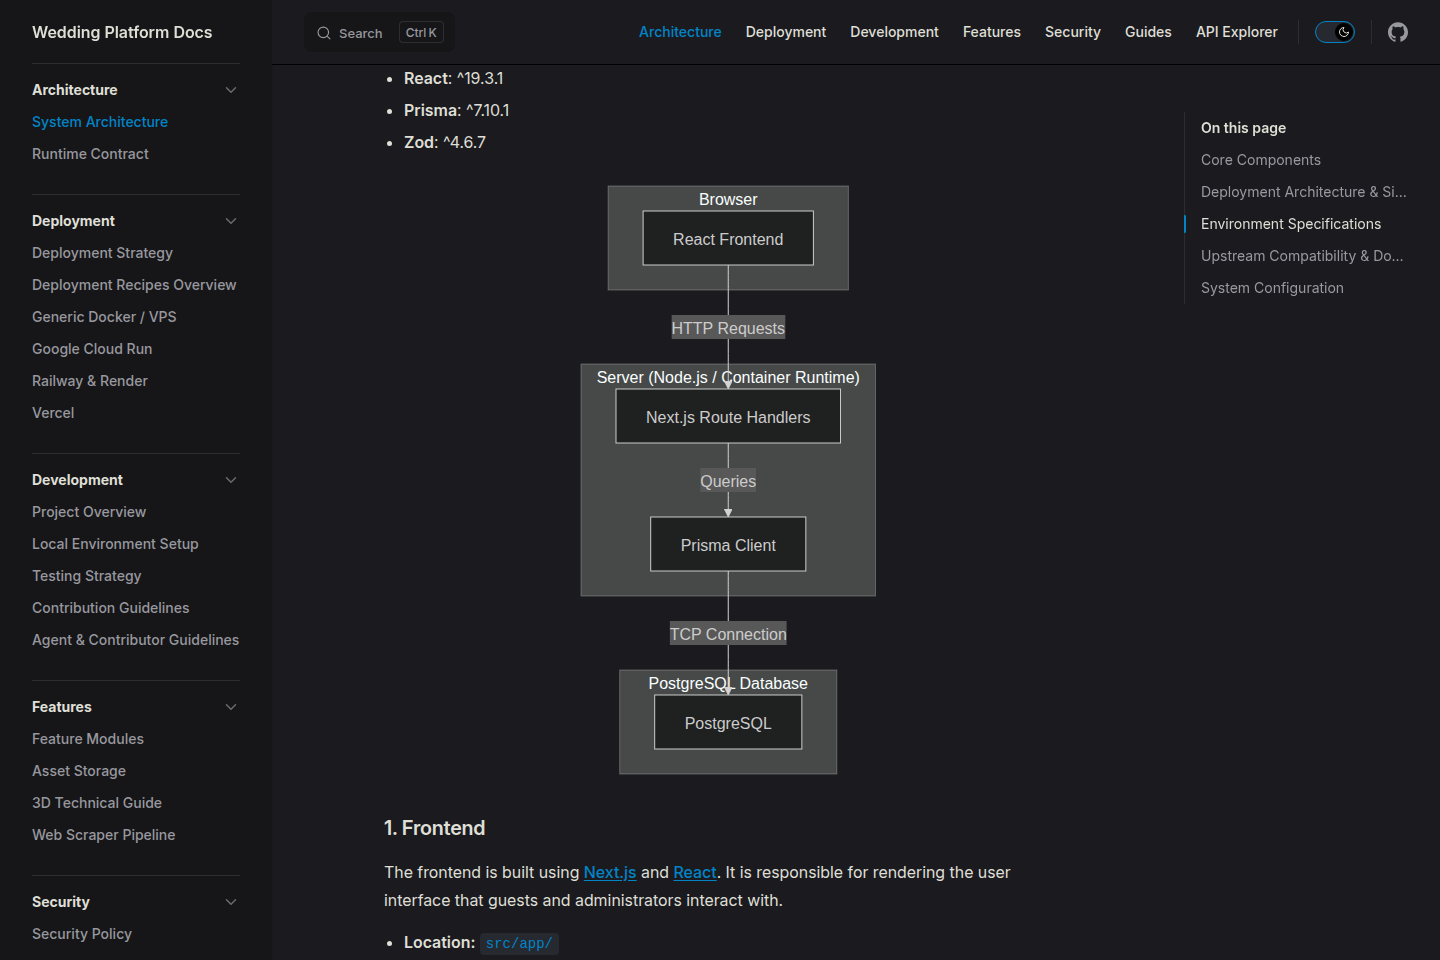 Wedding Platform Docs
Search Ctrl K
Architecture Deployment Development Features Security Guides API Explorer
Architecture
System Architecture
Runtime Contract
Deployment
Deployment Strategy
Deployment Recipes Overview
Generic Docker / VPS
Google Cloud Run
Railway & Render
Vercel
Development
Project Overview
Local Environment Setup
Testing Strategy
Contribution Guidelines
Agent & Contributor Guidelines
Features
Feature Modules
Asset Storage
3D Technical Guide
Web Scraper Pipeline
Security
Security Policy
React: ^19.3.1
Prisma: ^7.10.1
Zod: ^4.6.7
Browser
React Frontend
HTTP Requests
Server (Node.js / Container Runtime)
Next.js Route Handlers
Queries
Prisma Client
TCP Connection
PostgreSQL Database
PostgreSQL
1. Frontend
The frontend is built using Next.js and React. It is responsible for rendering the user
interface that guests and administrators interact with.
Location: src/app/
On this page
Core Components
Deployment Architecture & Si...
Environment Specifications
Upstream Compatibility & Do...
System Configuration